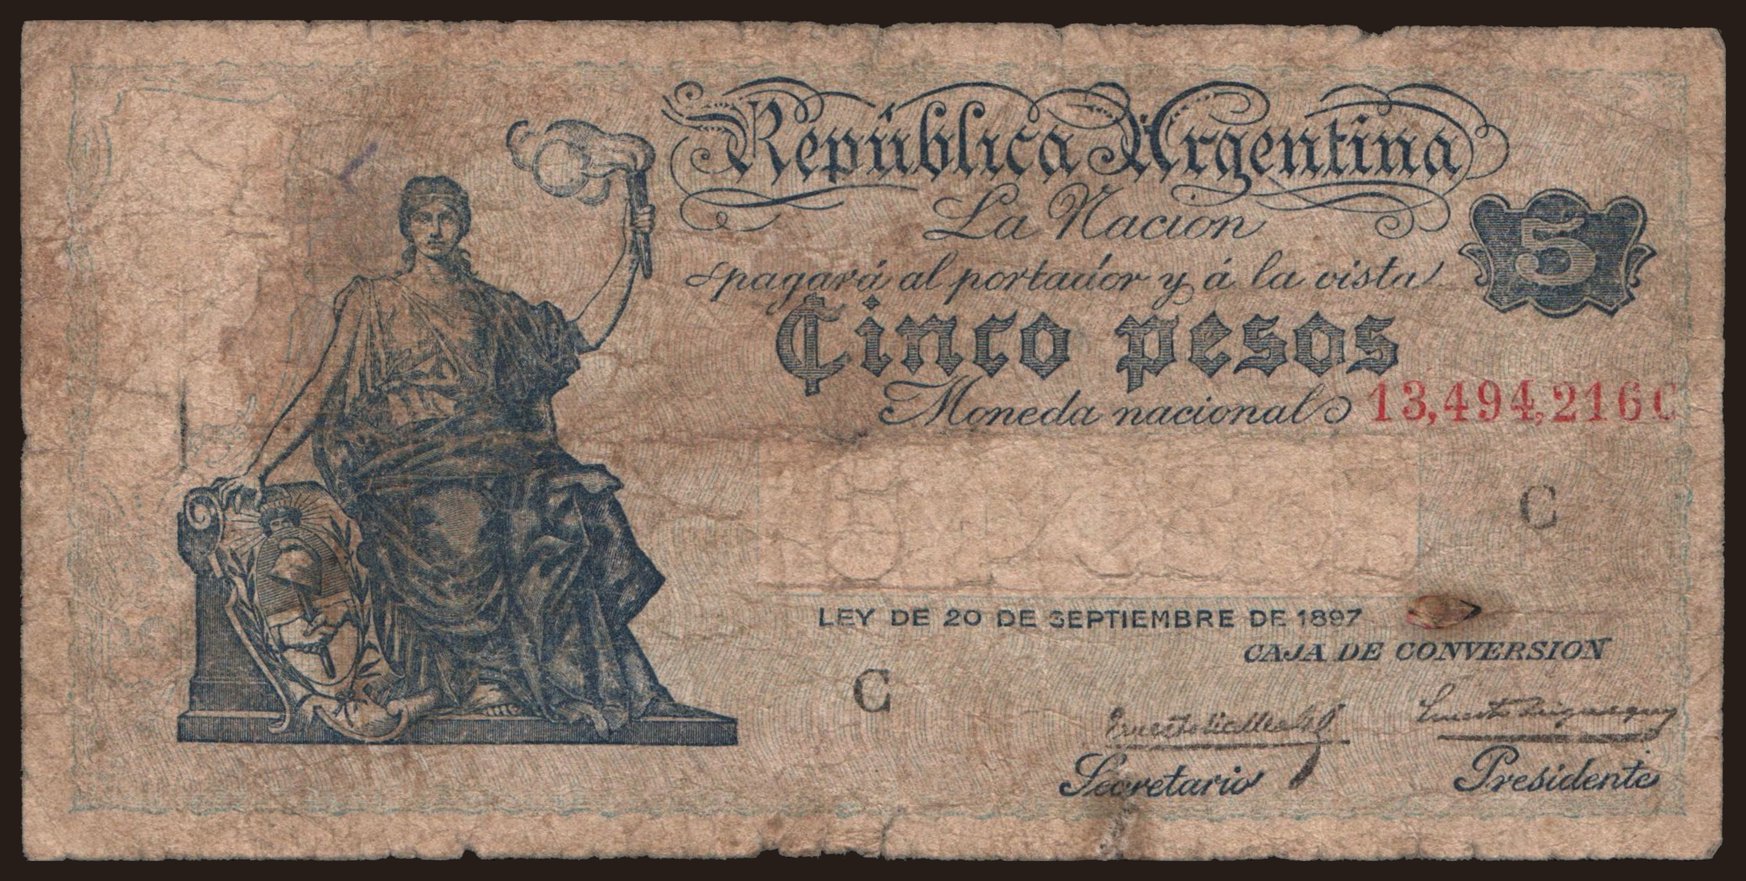 República Argentina
La Nación
pagará al portador y á la vista
5
Cinco pesos
Moneda nacional
13,494,216C
C
LEY DE 20 DE SEPTIEMBRE DE 1897
CAJA DE CONVERSION
C
Secretario
Presidente